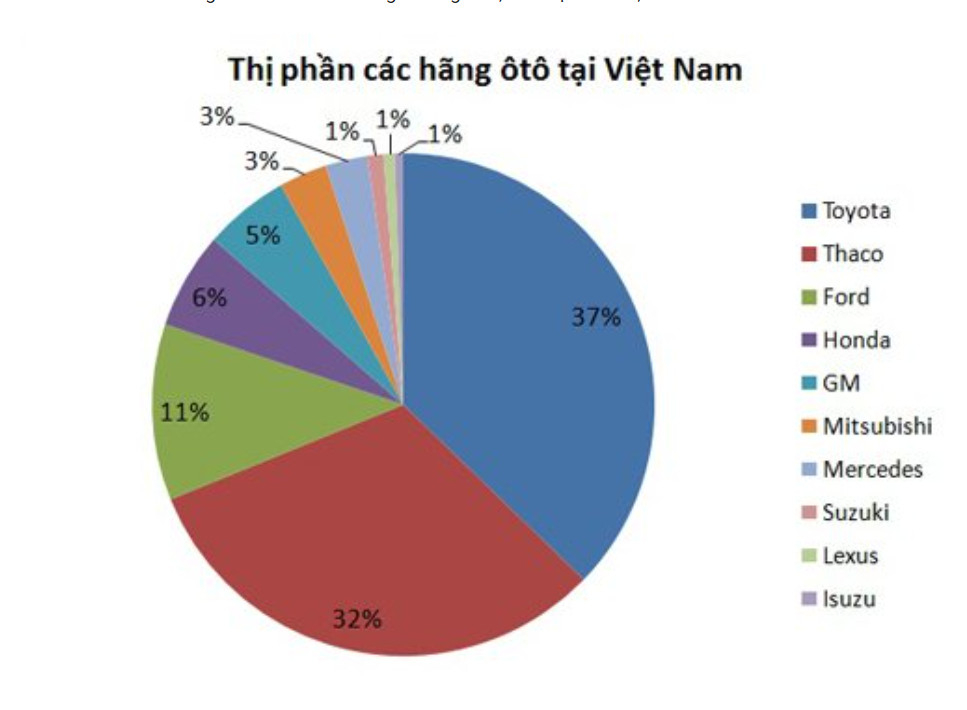 Thị phần các hãng ôtô tại Việt Nam
3%
1%
1%
1%
3%
5%
6%
37%
11%
32%
Toyota
Thaco
Ford
Honda
GM
Mitsubishi
Mercedes
Suzuki
Lexus
Isuzu